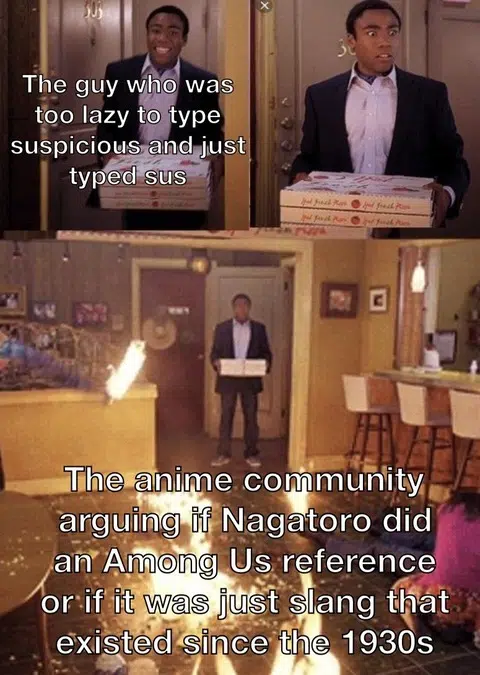 The guy who was
too lazy to type
suspicious and just
typed sus
The anime community
arguing if Nagatoro did
an Among Us reference
or if it was just slang that
existed since the 1930s